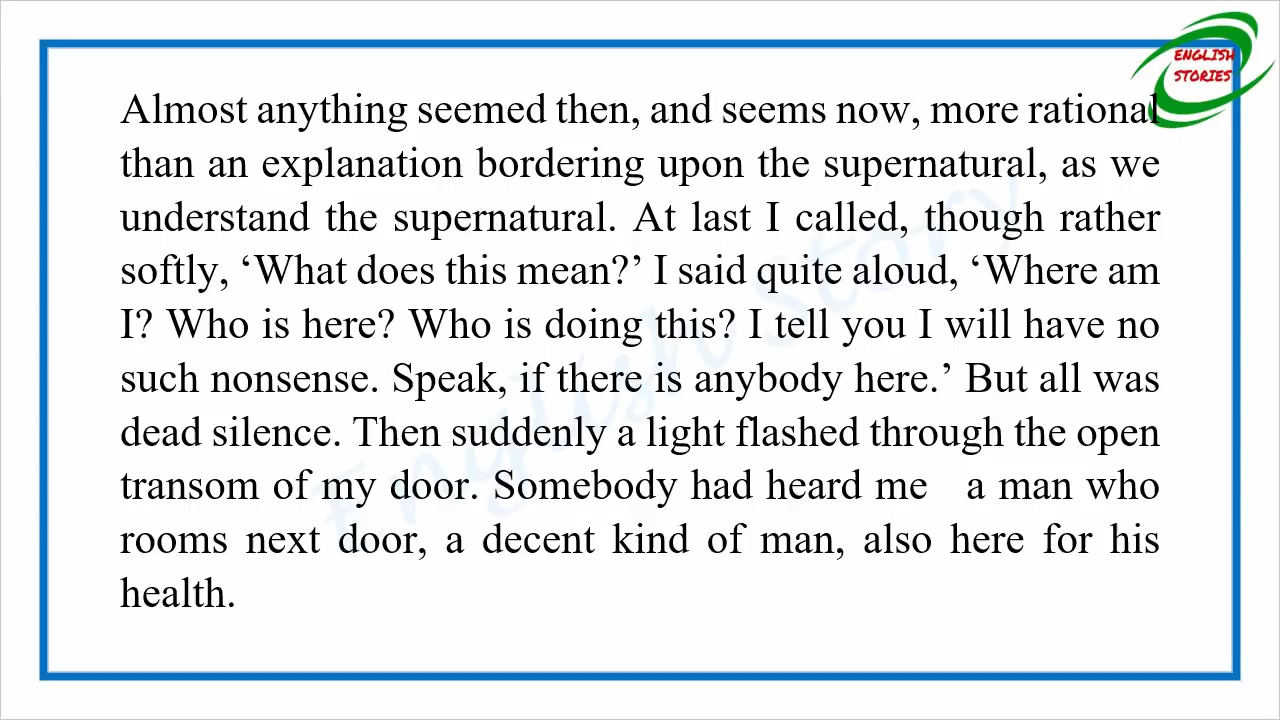 ENGLISH
STORIES
Almost anything seemed then, and seems now, more rational
than an explanation bordering upon the supernatural, as we
understand the supernatural. At last I called, though rather
softly, ‘What does this mean?’ I said quite aloud, ‘Where am
I? Who is here? Who is doing this? I tell you I will have no
such nonsense. Speak, if there is anybody here.’ But all was
dead silence. Then suddenly a light flashed through the open
transom of my door. Somebody had heard me   a man who
rooms next door, a decent kind of man, also here for his
health.
English Story